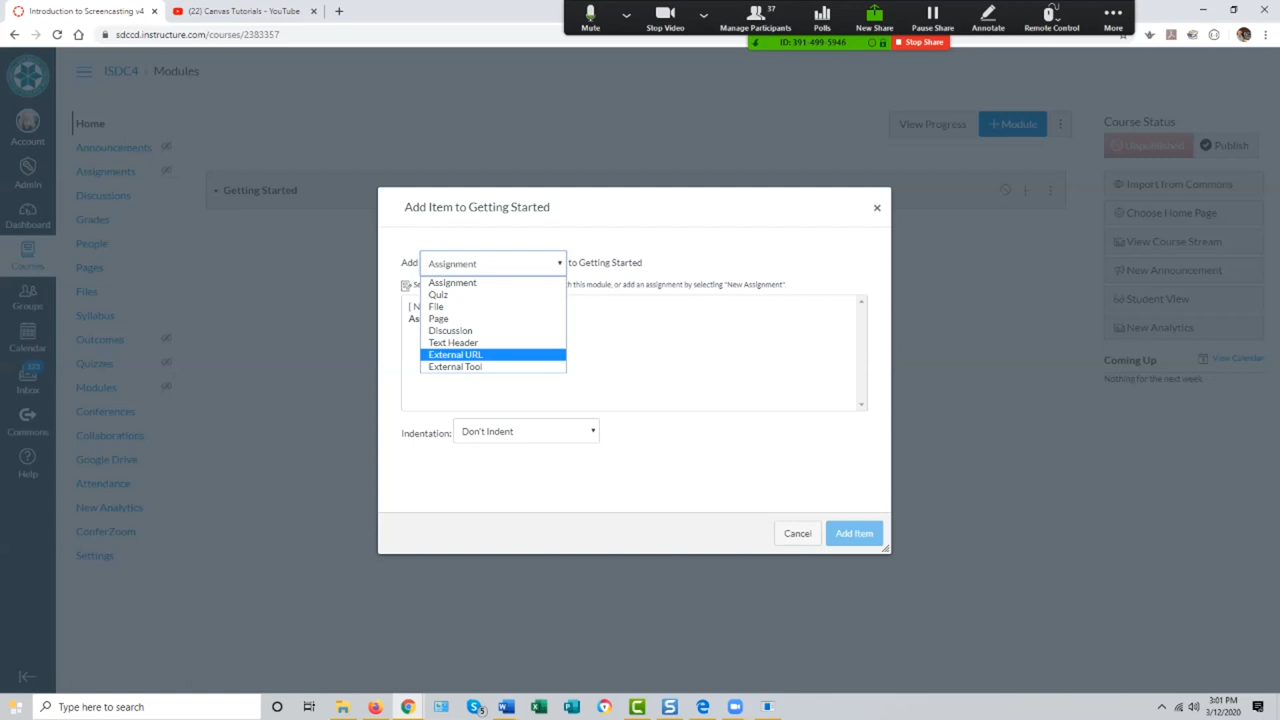 Introduction to Screencasting v4
(22) Canvas Tutorials - YouTube
sdccd.instructure.com/courses/2383357
Mute
Stop Video
37
Manage Participants
Polls
New Share
Pause Share
Annotate
Remote Control
More
ID: 391-499-5946
Stop Share
Account
Admin
Dashboard
Courses
Groups
Calendar
Inbox
Commons
Help
ISDC4
Modules
Home
Announcements
Assignments
Discussions
Grades
People
Pages
Files
Syllabus
Outcomes
Quizzes
Modules
Conferences
Collaborations
Google Drive
Attendance
New Analytics
ConferZoom
Settings
View Progress
+ Module
Getting Started
Add Item to Getting Started
Add
Assignment
to Getting Started
h this module, or add an assignment by selecting "New Assignment".
Assignment
Quiz
File
Page
Discussion
Text Header
External URL
External Tool
[ N
As
Indentation:
Don't Indent
Cancel
Add Item
Course Status
Unpublished
Publish
Import from Commons
Choose Home Page
View Course Stream
New Announcement
Student View
New Analytics
Coming Up
View Calendar
Nothing for the next week
Type here to search
3:01 PM
3/12/2020